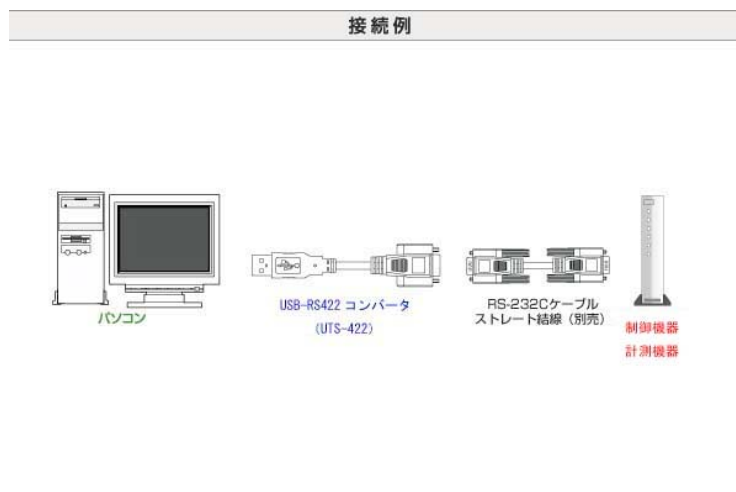 接続例
パソコン
USB-RS422 コンバータ
(UTS-422)
RS-232Cケーブル
ストレート結線（別売）
制御機器
計測機器